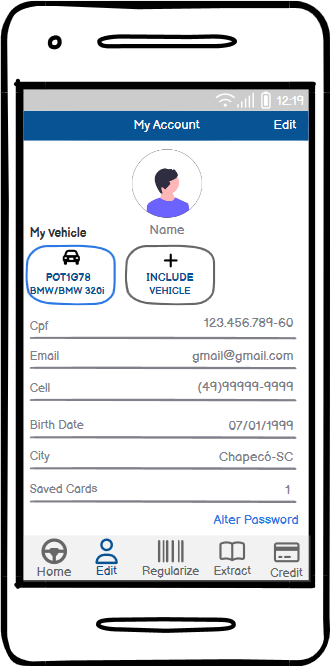 12:19
My Account
Edit
Name
My Vehicle
POT1G78
BMW/BMW 320i
INCLUDE
VEHICLE
Cpf 123.456.789-60
Email gmail@gmail.com
Cell (49)99999-9999
Birth Date 07/01/1999
City Chapecó-SC
Saved Cards 1
Alter Password
Home Edit Regularize Extract Credit